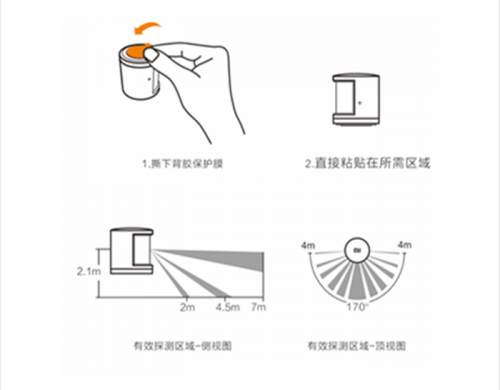 1.撕下背胶保护膜
2.直接粘贴在所需区域
2.1m
2m 4.5m 7m
4m 4m
mi
170°
有效探测区域-侧视图
有效探测区域-顶视图